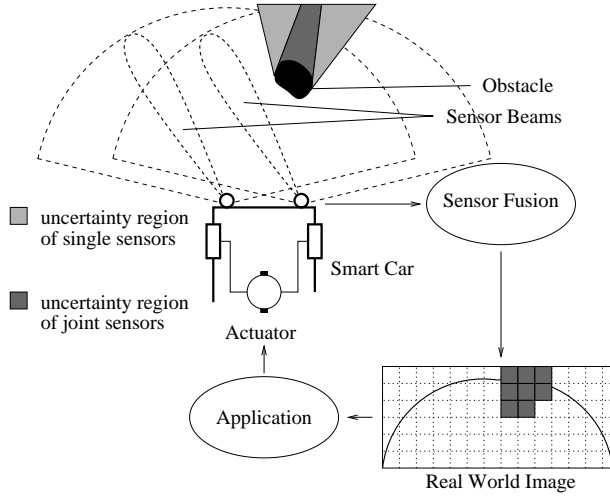 Obstacle
Sensor Beams
Sensor Fusion
uncertainty region
of single sensors
Smart Car
uncertainty region
of joint sensors
Actuator
Application
Real World Image